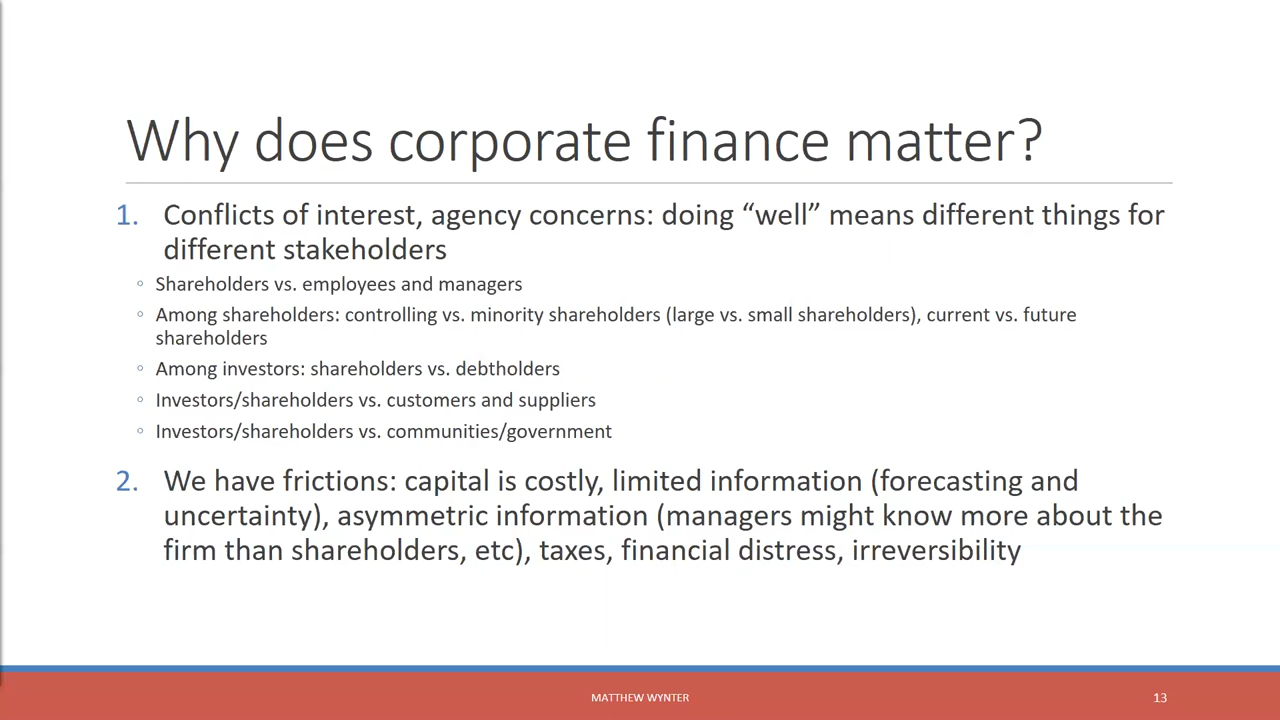 Why does corporate finance matter?
1. Conflicts of interest, agency concerns: doing “well” means different things for
different stakeholders
◦ Shareholders vs. employees and managers
◦ Among shareholders: controlling vs. minority shareholders (large vs. small shareholders), current vs. future
shareholders
◦ Among investors: shareholders vs. debtholders
◦ Investors/shareholders vs. customers and suppliers
◦ Investors/shareholders vs. communities/government
2. We have frictions: capital is costly, limited information (forecasting and
uncertainty), asymmetric information (managers might know more about the
firm than shareholders, etc), taxes, financial distress, irreversibility
MATTHEW WYNTER
13